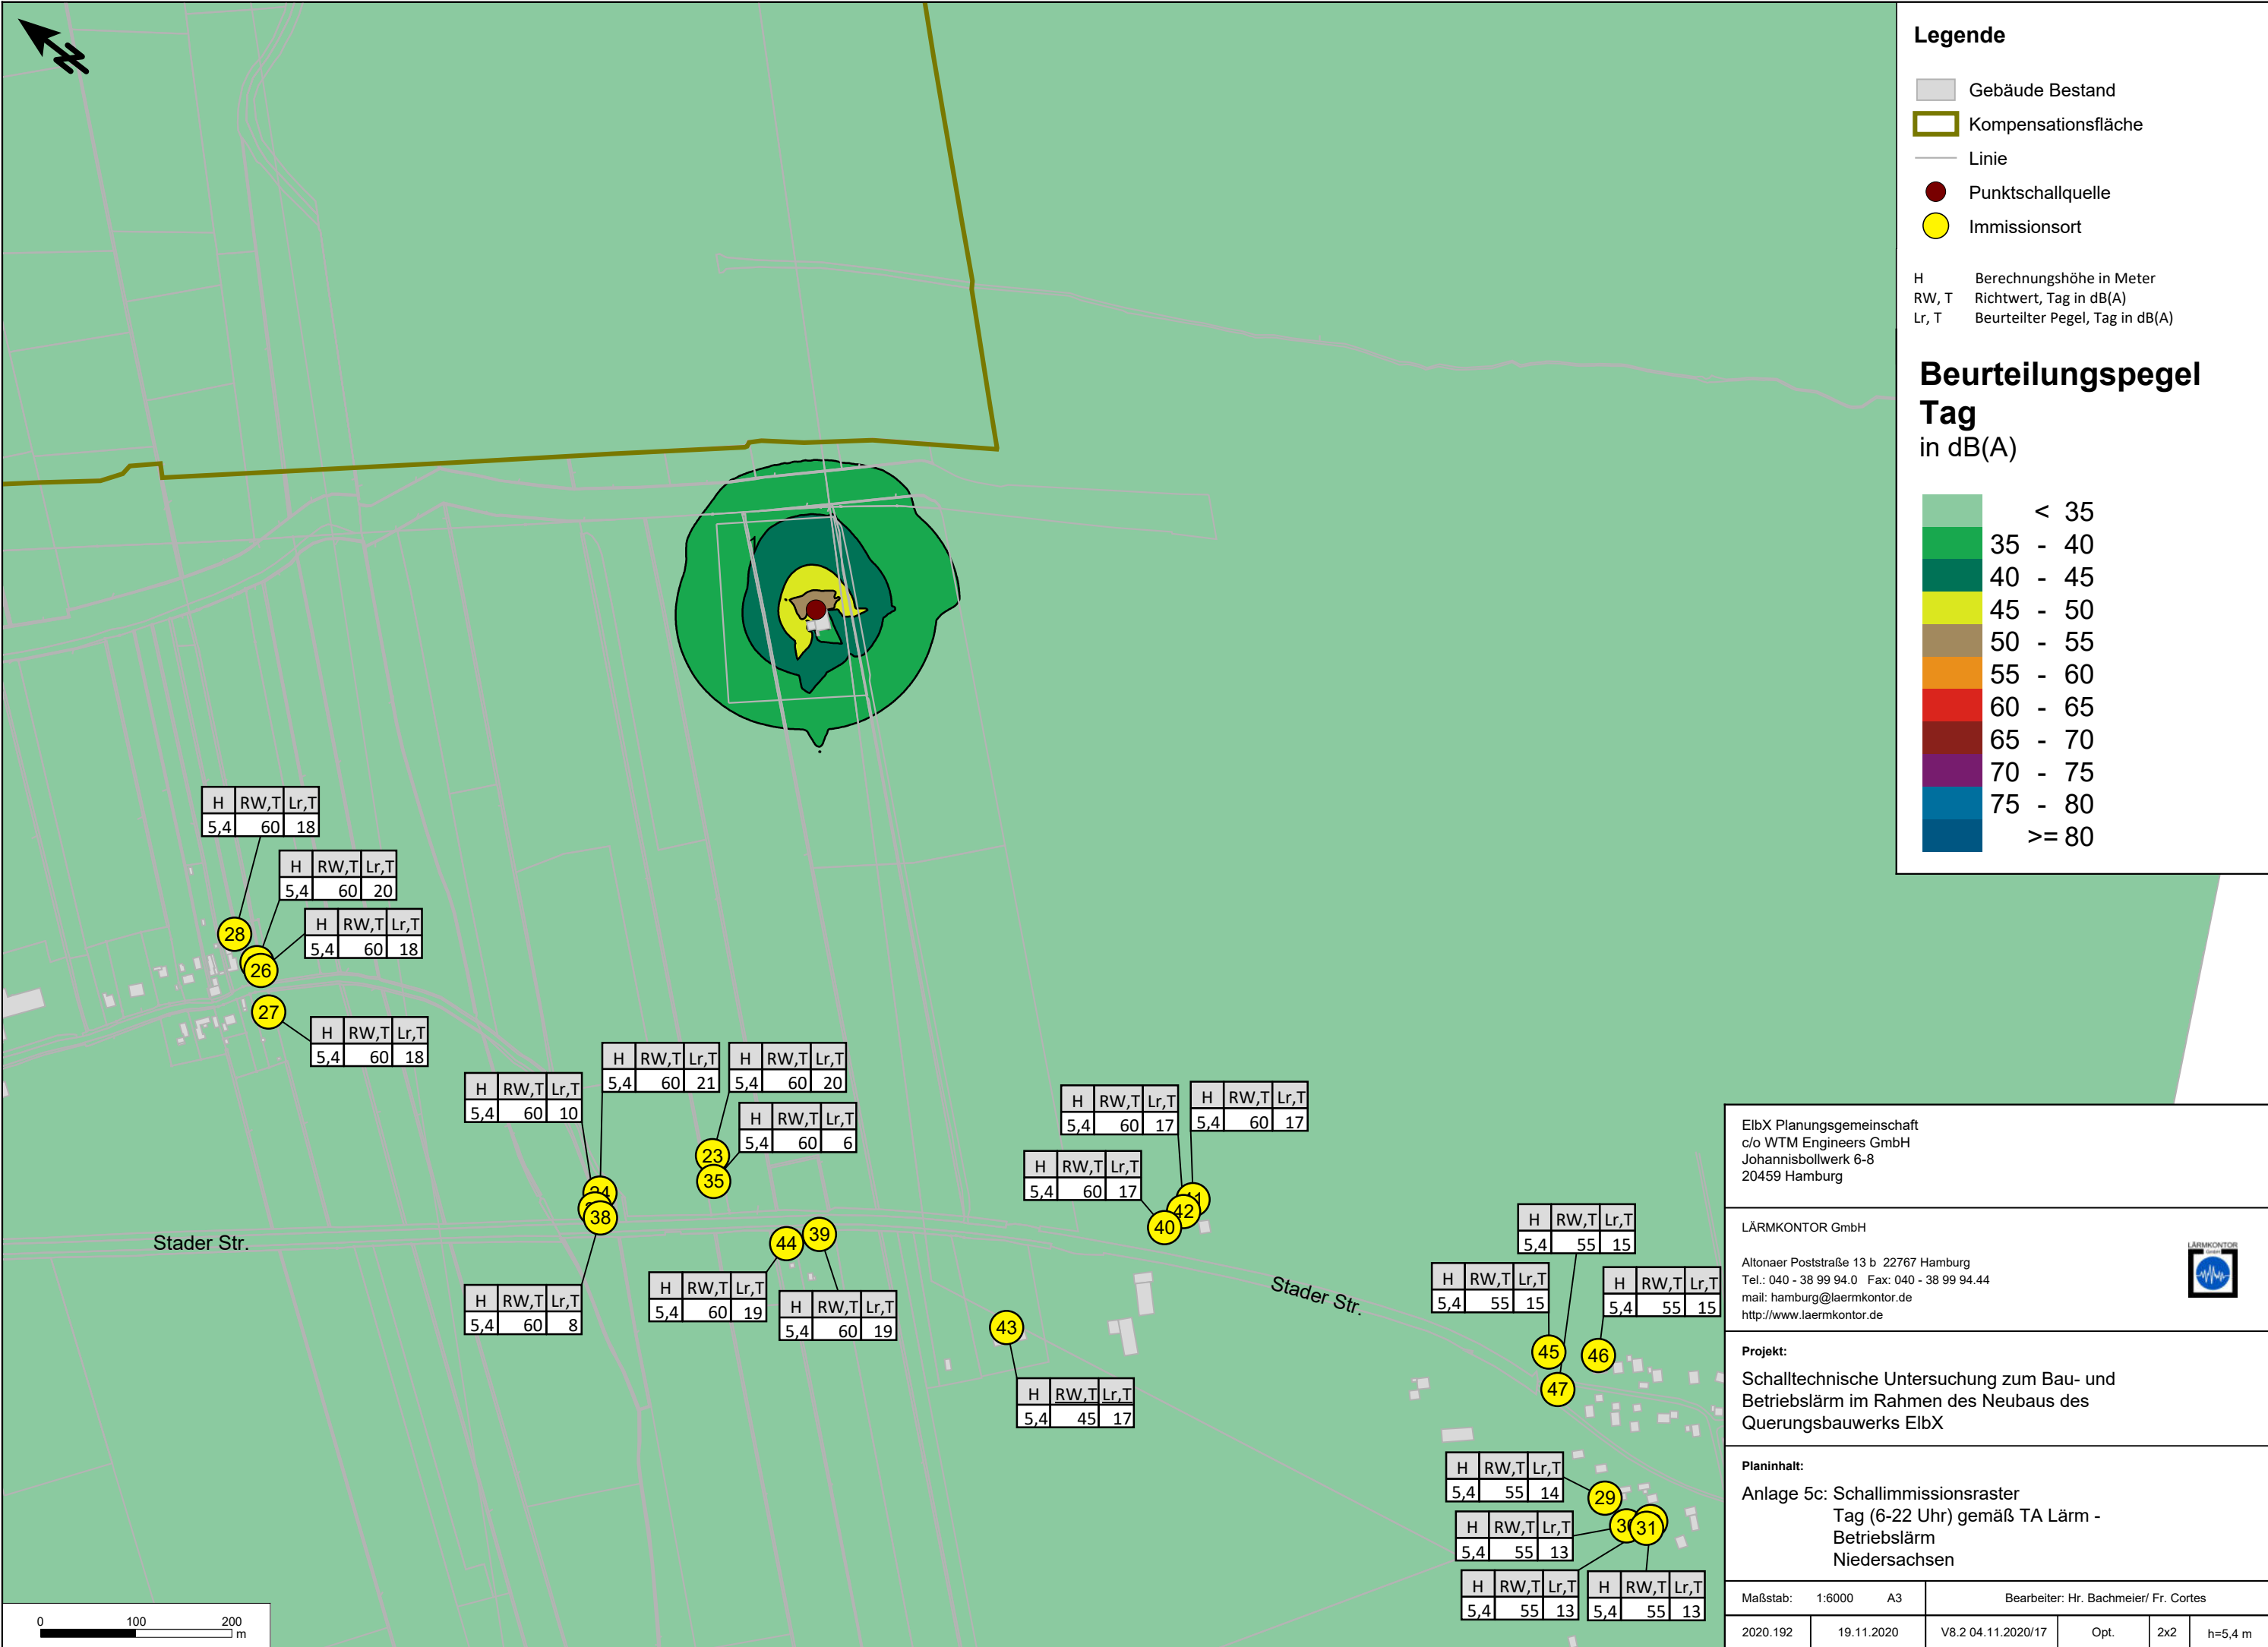 Legende
Gebäude Bestand
Kompensationsfläche
Linie
Punktschallquelle
Immissionsort
H Berechnungshöhe in Meter
RW, T Richtwert, Tag in dB(A)
Lr, T Beurteilter Pegel, Tag in dB(A)
Beurteilungspegel
Tag
in dB(A)
< 35
35 - 40
40 - 45
45 - 50
50 - 55
55 - 60
60 - 65
65 - 70
70 - 75
75 - 80
>= 80
H RW,T Lr,T
5,4 60 18
H RW,T Lr,T
5,4 60 20
H RW,T Lr,T
5,4 60 18
28
26
27
H RW,T Lr,T
5,4 60 18
H RW,T Lr,T
5,4 60 21
H RW,T Lr,T
5,4 60 20
H RW,T Lr,T
5,4 60 10
H RW,T Lr,T
5,4 60 6
23
35
38
H RW,T Lr,T
5,4 60 17
H RW,T Lr,T
5,4 60 17
H RW,T Lr,T
5,4 60 17
42
40
Stader Str.
44
39
H RW,T Lr,T
5,4 60 8
H RW,T Lr,T
5,4 60 19
H RW,T Lr,T
5,4 60 19
Stader Str.
43
H RW,T Lr,T
5,4 45 17
H RW,T Lr,T
5,4 55 15
H RW,T Lr,T
5,4 55 15
H RW,T Lr,T
5,4 55 15
45
46
47
H RW,T Lr,T
5,4 55 14
29
H RW,T Lr,T
5,4 55 13
31
H RW,T Lr,T
5,4 55 13
H RW,T Lr,T
5,4 55 13
0 100 200
m
ElbX Planungsgemeinschaft
c/o WTM Engineers GmbH
Johannisbollwerk 6-8
20459 Hamburg
LÄRMKONTOR GmbH
Altonaer Poststraße 13 b 22767 Hamburg
Tel.: 040 - 38 99 94.0 Fax: 040 - 38 99 94.44
mail: hamburg@laermkontor.de
http://www.laermkontor.de
LÄRMKONTOR
GmbH
Projekt:
Schalltechnische Untersuchung zum Bau- und
Betriebslärm im Rahmen des Neubaus des
Querungsbauwerks ElbX
Planinhalt:
Anlage 5c: Schallimmissionsraster
Tag (6-22 Uhr) gemäß TA Lärm -
Betriebslärm
Niedersachsen
Maßstab: 1:6000 A3 Bearbeiter: Hr. Bachmeier/ Fr. Cortes
2020.192 19.11.2020 V8.2 04.11.2020/17 Opt. 2x2 h=5,4 m